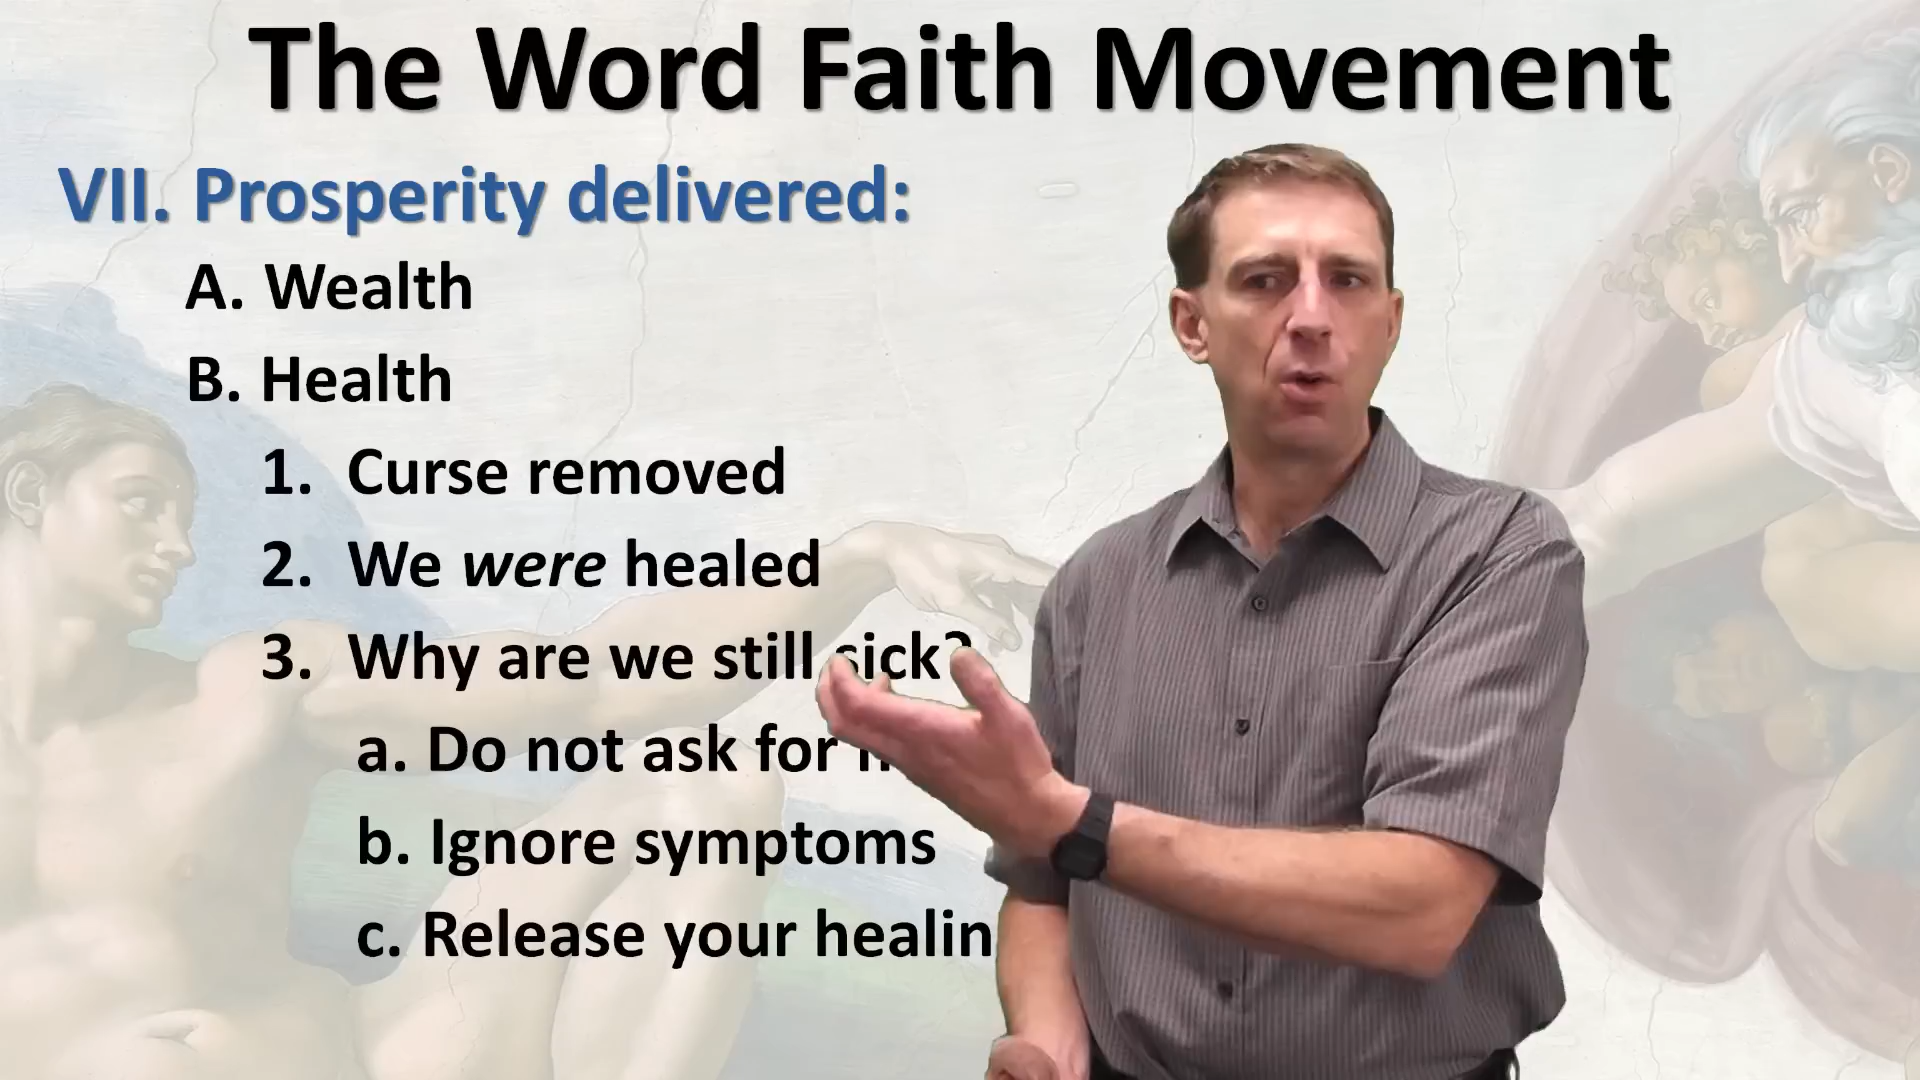 The Word Faith Movement
VII. Prosperity delivered:
A. Wealth
B. Health
1. Curse removed
2. We were healed
3. Why are we still sick?
a. Do not ask for
b. Ignore symptoms
c. Release your healin